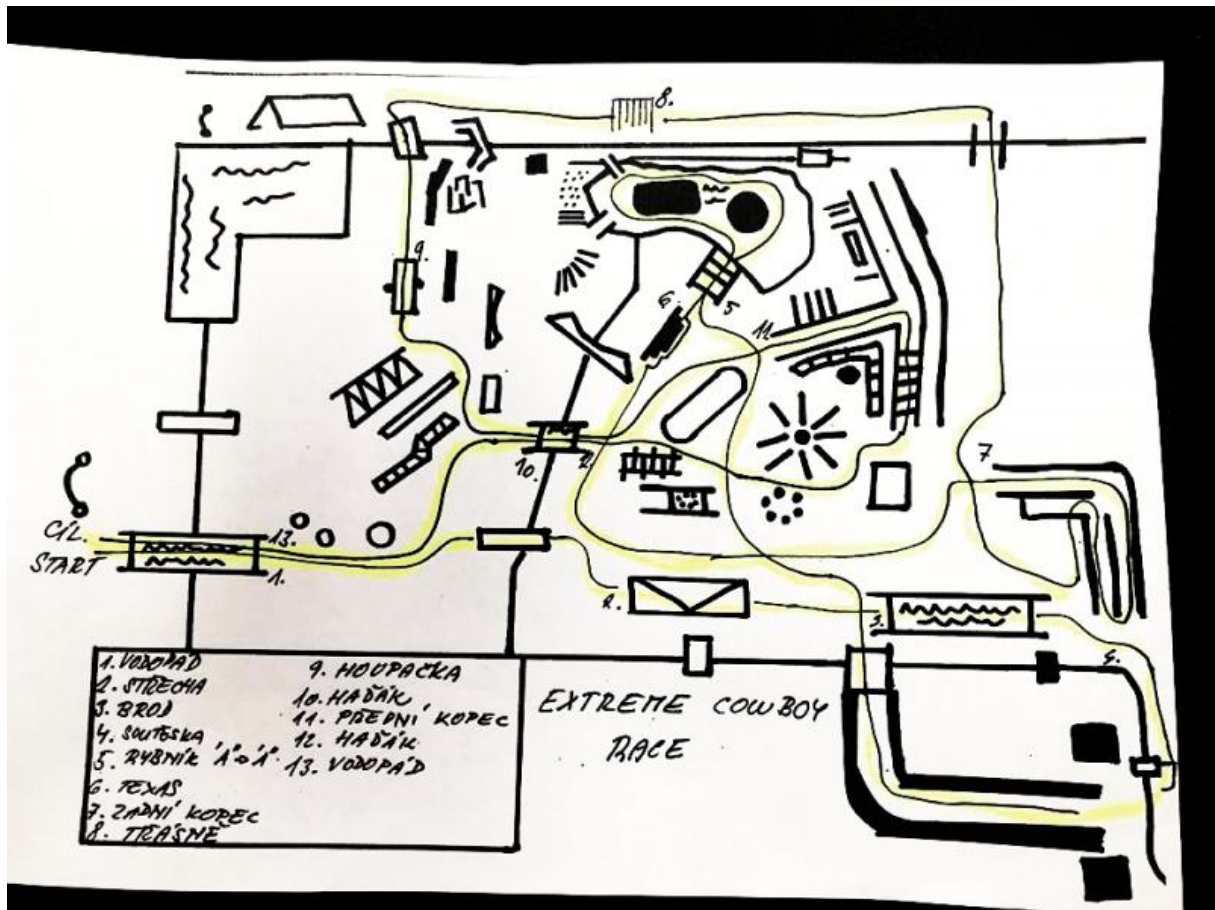 8.
9.
6.
5
11.
7
10.
CÍL
13.
START
1.
2.
3.
4.
1. VODOPÁD
2. STŘECHA
3. BROD
4. SOUTĚSKA
5. RYBNÍK
6. TEXAS
7. ZADNÍ KOPEC
8. TŘÁSNĚ
9. HOUPAČKA
10. HAĎÁK
11. PŘEDNÍ KOPEC
12. HAĎÁK
13. VODOPÁD
EXTREME COWBOY
RACE